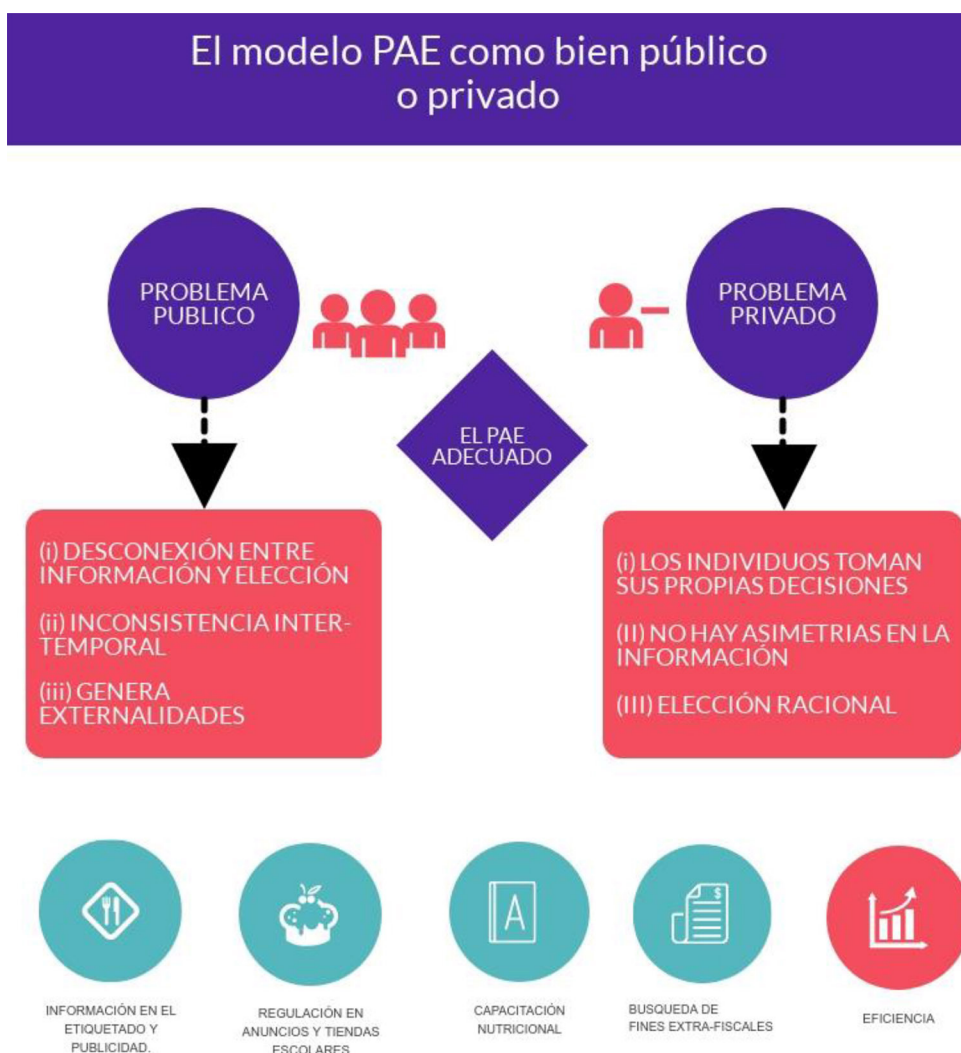 El modelo PAE como bien público
o privado
PROBLEMA
PUBLICO
PROBLEMA
PRIVADO
EL PAE
ADECUADO
(i) DESCONEXIÓN ENTRE
INFORMACIÓN Y ELECCIÓN
(ii) INCONSISTENCIA INTER-
TEMPORAL
(iii) GENERA
EXTERNALIDADES
(i) LOS INDIVIDUOS TOMAN
SUS PROPIAS DECISIONES
(II) NO HAY ASIMETRIAS EN LA
INFORMACIÓN
(III) ELECCIÓN RACIONAL
A
$
INFORMACIÓN EN EL
ETIQUETADO Y
PUBLICIDAD.
REGULACIÓN EN
ANUNCIOS Y TIENDAS
ESCOLARES
CAPACITACIÓN
NUTRICIONAL
BUSQUEDA DE
FINES EXTRA-FISCALES
EFICIENCIA